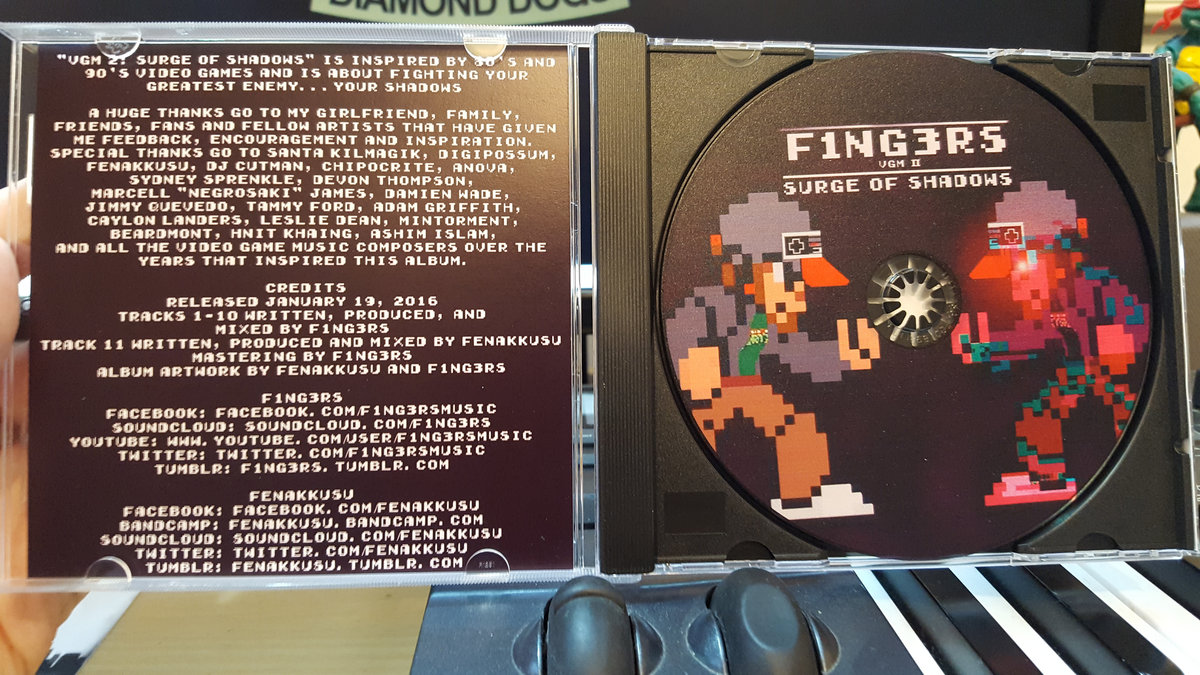 DIAMOND DOGS
"VGM 2: SURGE OF SHADOWS" IS INSPIRED BY 80'S AND
90'S VIDEO GAMES AND IS ABOUT FIGHTING YOUR
GREATEST ENEMY... YOUR SHADOWS
A HUGE THANKS GO TO MY GIRLFRIEND, FAMILY,
FRIENDS, FANS AND FELLOW ARTISTS THAT HAVE GIVEN
ME FEEDBACK, ENCOURAGEMENT AND INSPIRATION.
SPECIAL THANKS GO TO SANTA KILMAGIK, DIGIPOSSUM,
FENAKKUSU, DJ CUTMAN, CHIPOCRITE, ANOVA,
SYDNEY SPRENKLE, DEVON THOMPSON,
MARCELL "NEGROSAKI" JAMES, DAMIEN WADE,
JIMMY QUEVEDO, TAMMY FORD, ADAM GRIFFITH,
CAYLON LANDERS, LESLIE DEAN, MINTORMENT,
BEARDMONT, HNIT KHAING, ASHIM ISLAM,
AND ALL THE VIDEO GAME MUSIC COMPOSERS OVER THE
YEARS THAT INSPIRED THIS ALBUM.
CREDITS
RELEASED JANUARY 19, 2016
TRACKS 1-10 WRITTEN, PRODUCED, AND
MIXED BY F1NG3RS
TRACK 11 WRITTEN, PRODUCED AND MIXED BY FENAKKUSU
MASTERING BY F1NG3RS
ALBUM ARTWORK BY FENAKKUSU AND F1NG3RS
F1NG3RS
FACEBOOK: FACEBOOK. COM/F1NG3RSMUSIC
SOUNDCLOUD: SOUNDCLOUD. COM/F1NG3RS
YOUTUBE: WWW. YOUTUBE. COM/USER/F1NG3RSMUSIC
TWITTER: TWITTER. COM/F1NG3RSMUSIC
TUMBLR: F1NG3RS. TUMBLR. COM
FENAKKUSU
FACEBOOK: FACEBOOK. COM/FENAKKUSU
BANDCAMP: FENAKKUSU. BANDCAMP. COM
SOUNDCLOUD: SOUNDCLOUD. COM/FENAKKUSU
TWITTER: TWITTER. COM/FENAKKUSU
TUMBLR: FENAKKUSU. TUMBLR. COM
F1NG3RS
VGM II
SURGE OF SHADOWS